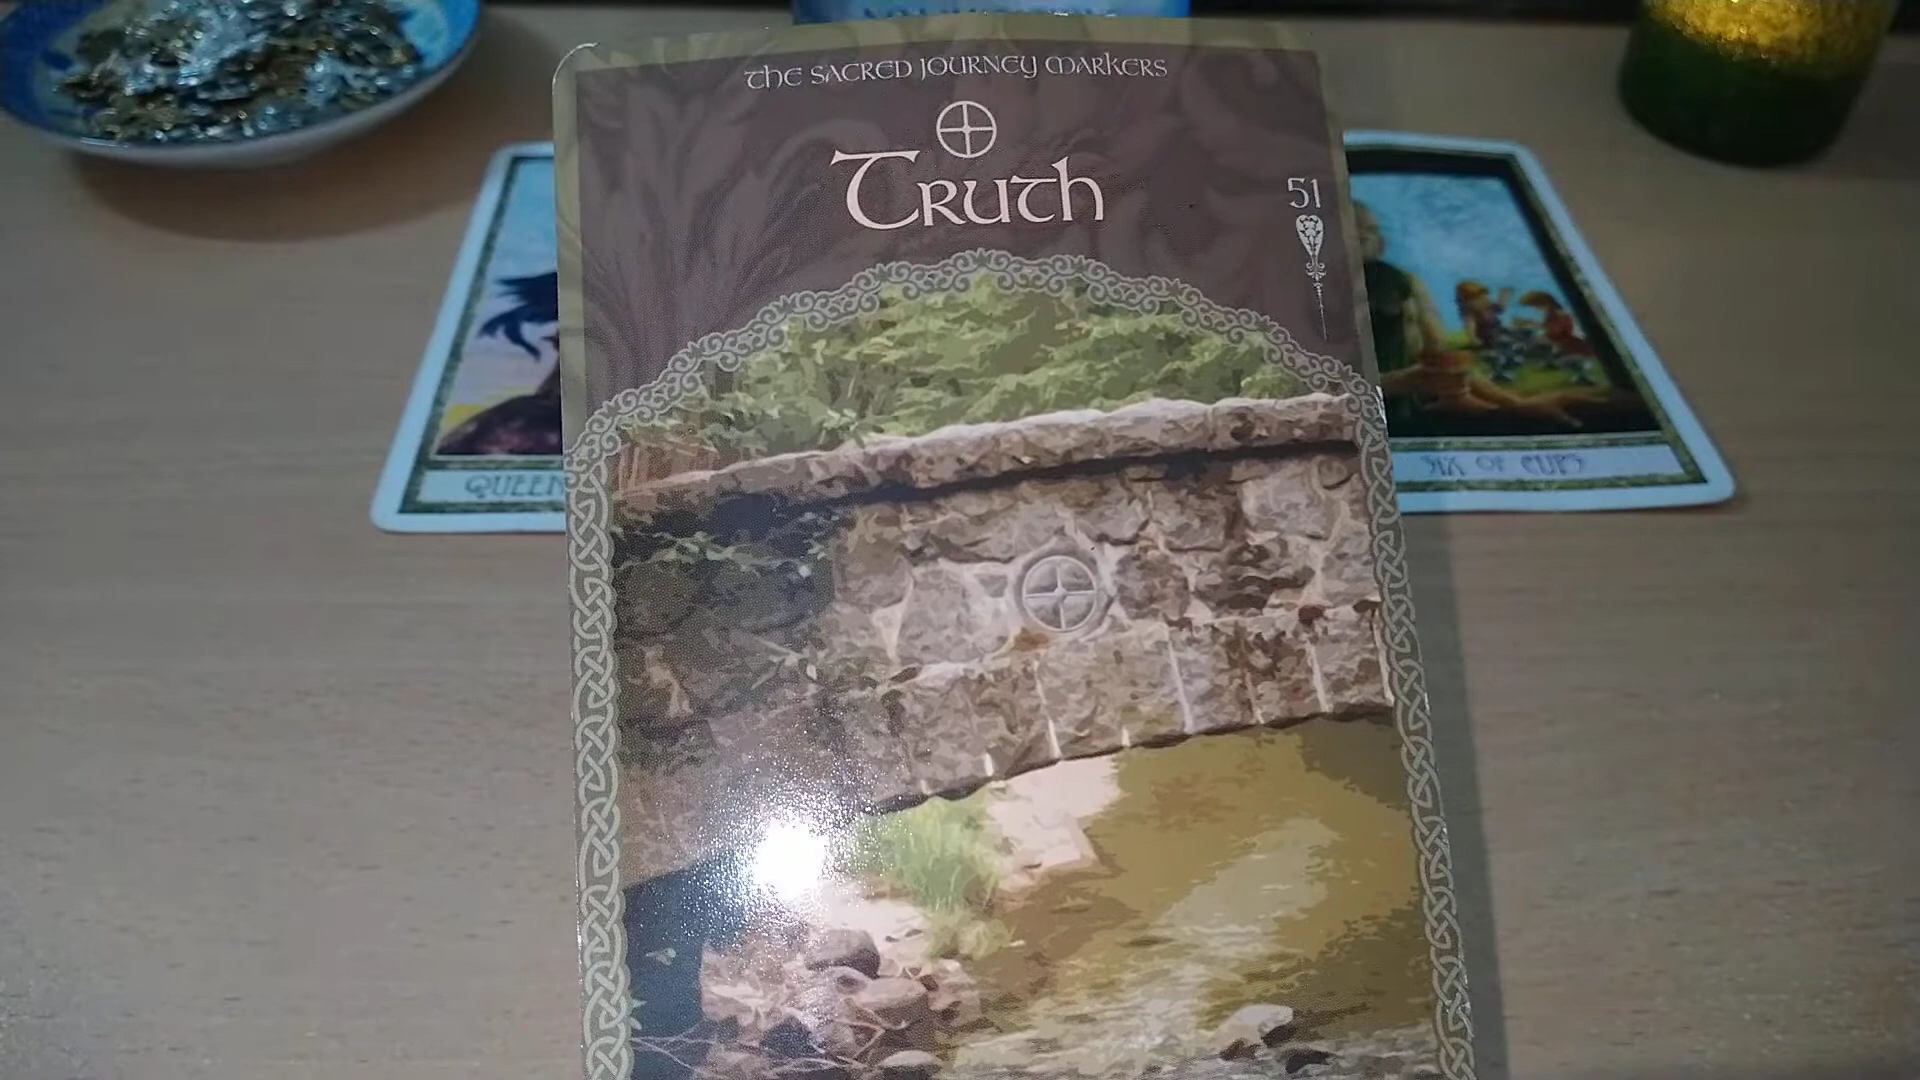 THE SACRED JOURNEY MARKERS
TRUTH
51
QUEEN
SIX OF CUPS